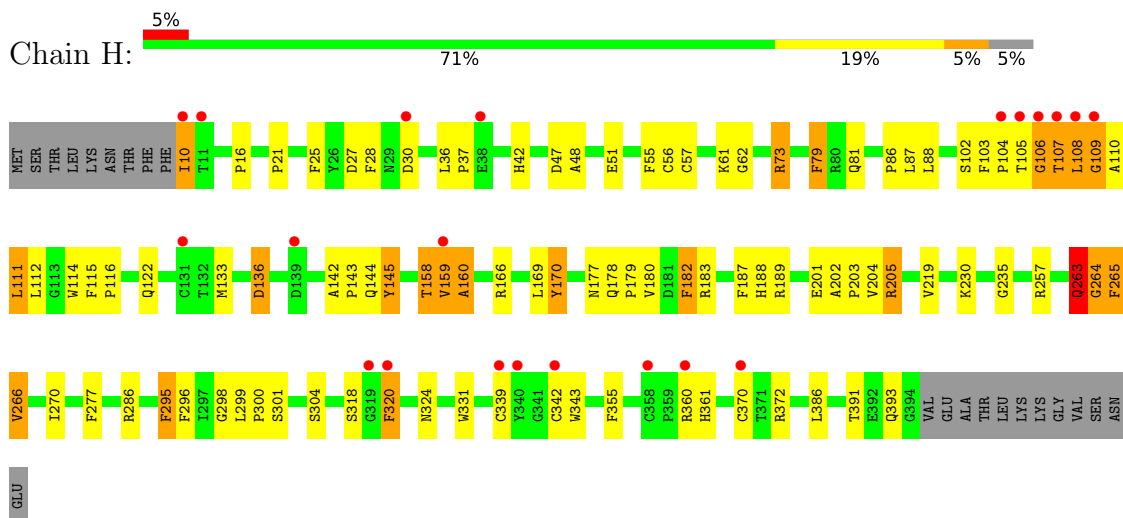 5%
Chain H:
71% 19% 5% 5%
MET SER THR LEU LYS ASN THR PHE PHE I10 T11 P16 P21 F25 Y26 D27 F28 N29 D30 L36 P37 E38 H42 D47 A48 E51 F55 C56 C57 K61 G62 R73 F79 R80 Q81 P86 L87 L88 S102 F103 P104 T105 G106 T107 L108 G109 A110
L111 L112 G113 W114 F115 P116 Q122 C131 T132 M133 D136 D139 A142 P143 Q144 Y145 T158 V159 A160 R166 L169 Y170 N177 Q178 P179 V180 D181 F182 R183 F187 H188 R189 E201 A202 P203 V204 R205 V219 K230 G235 R257 Q263 G264 F265
V266 I270 F277 R286 F295 F296 I297 G298 L299 P300 S301 S304 S318 G319 F320 N324 W331 C339 Y340 G341 C342 W343 F355 C358 P359 R360 H361 C370 T371 R372 L386 T391 E392 Q393 G394 VAL GLU ALA THR LEU LYS LYS GLY VAL SER ASN
GLU